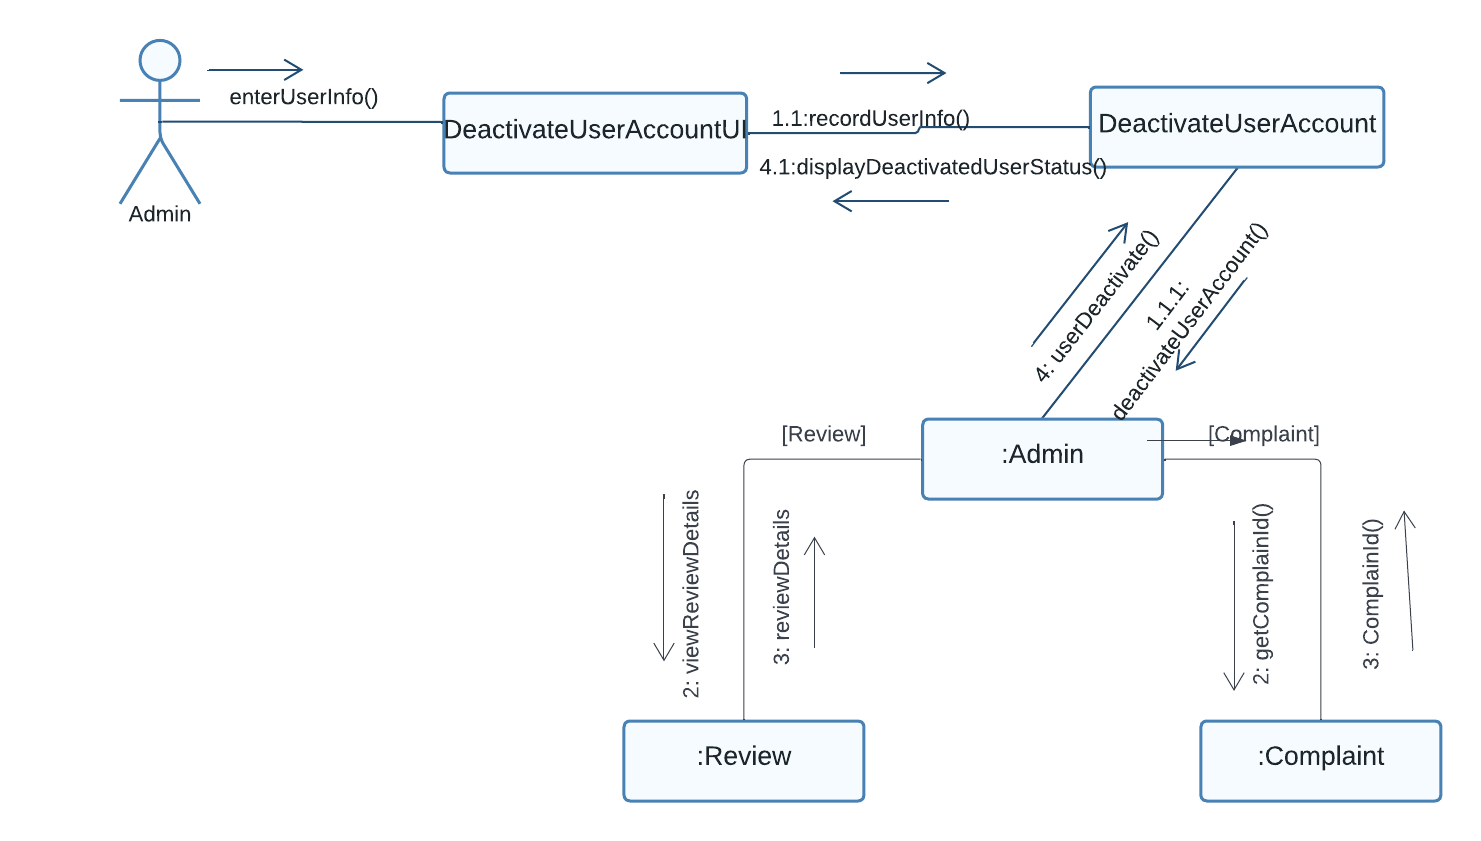 enterUserInfo()
Admin
DeactivateUserAccountUI
1.1:recordUserInfo()
4.1:displayDeactivatedUserStatus()
DeactivateUserAccount
4: userDeactivate()
1.1.1:
deactivateUserAccount()
[Review]
:Admin
[Complaint]
2: viewReviewDetails
3: reviewDetails
2: getComplainId()
3: ComplainId()
:Review
:Complaint